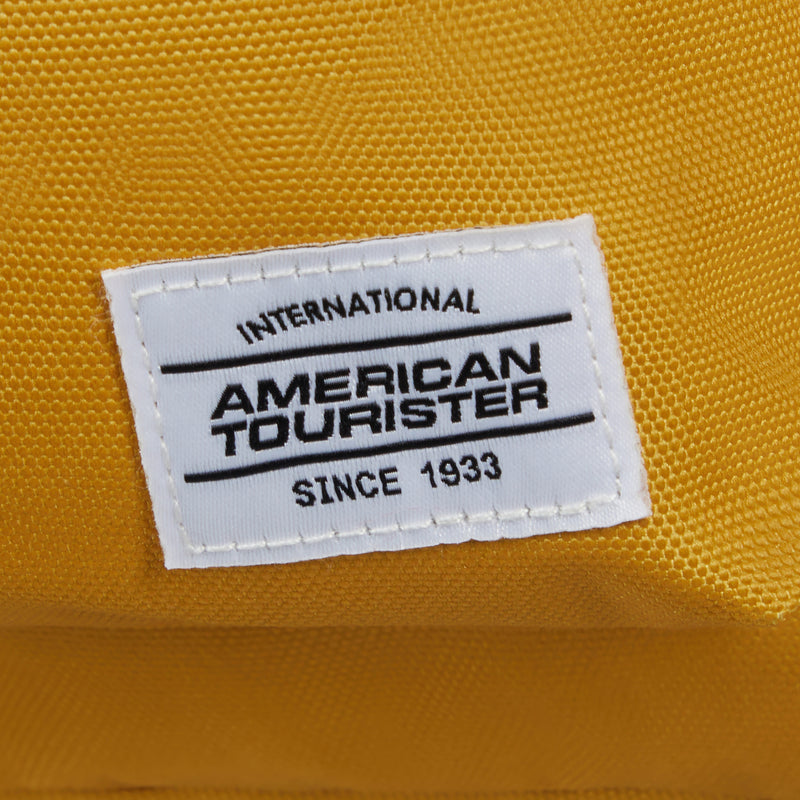 INTERNATIONAL
AMERICAN
TOURISTER
SINCE 1933